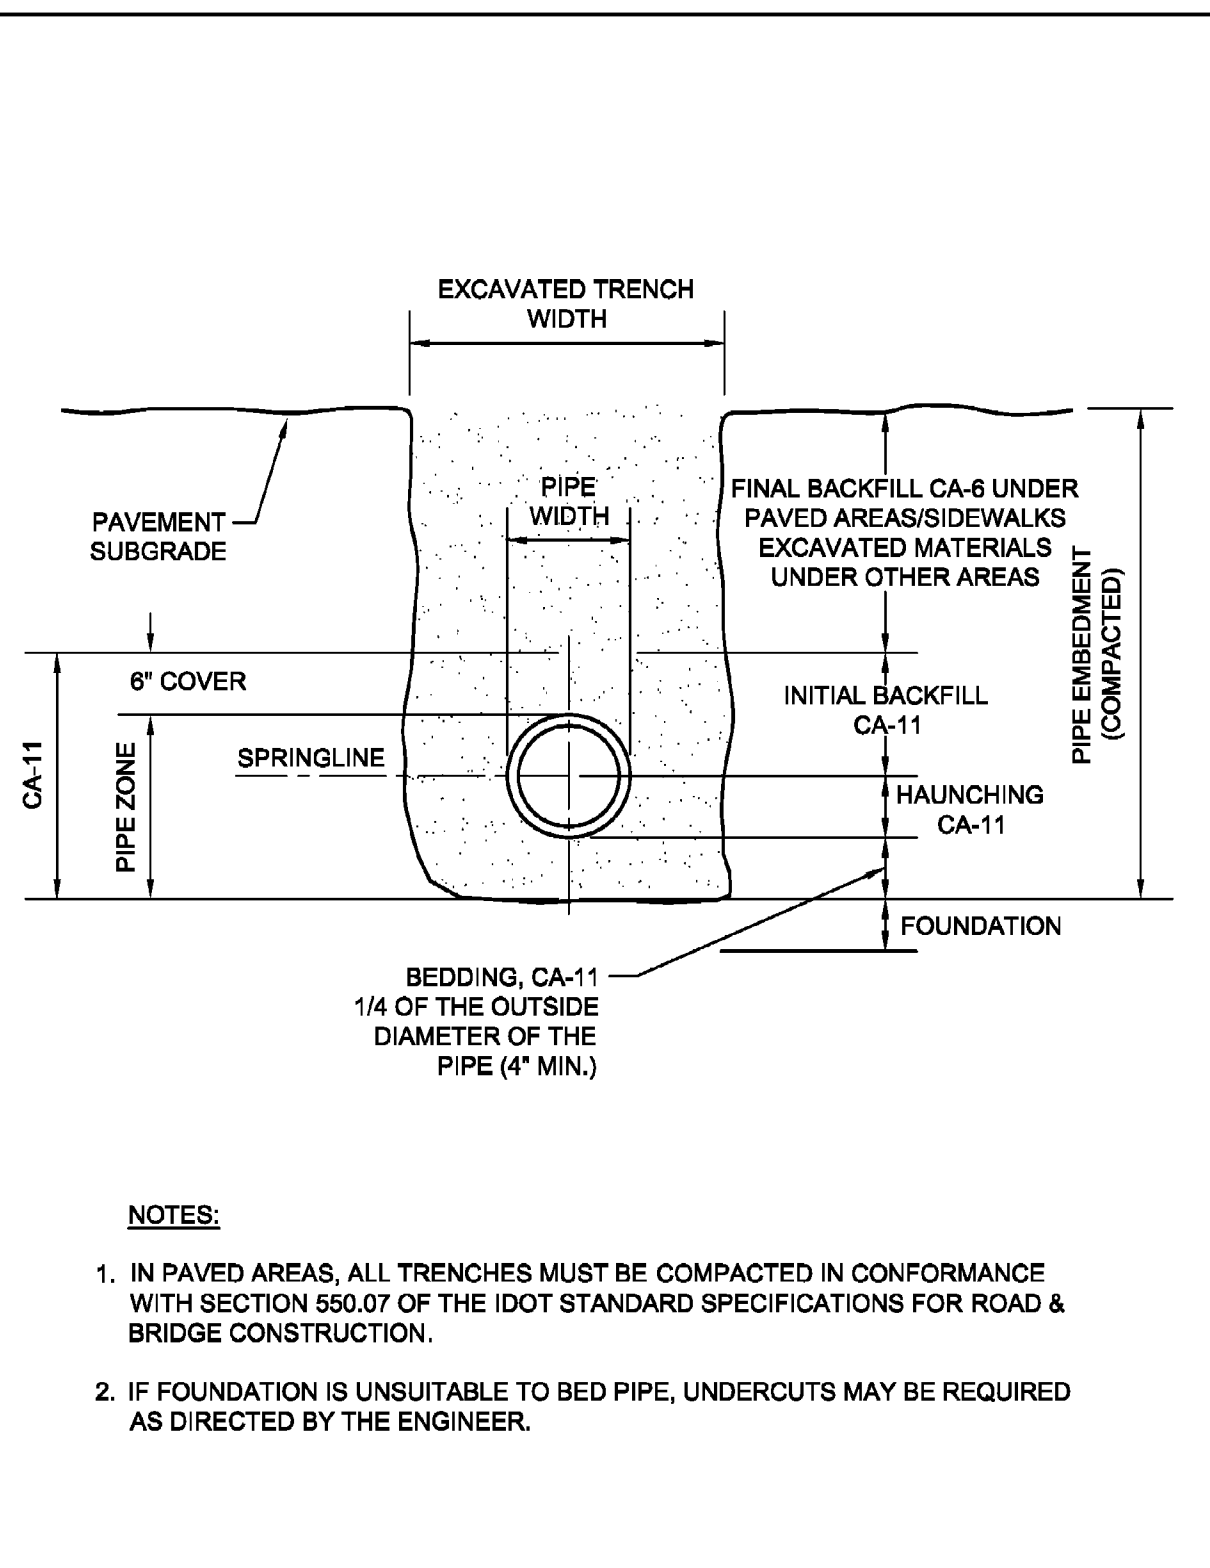 EXCAVATED TRENCH
WIDTH
PIPE
WIDTH
FINAL BACKFILL CA-6 UNDER
PAVED AREAS/SIDEWALKS
EXCAVATED MATERIALS
UNDER OTHER AREAS
PAVEMENT
SUBGRADE
PIPE EMBEDMENT
(COMPACTED)
6" COVER
INITIAL BACKFILL
CA-11
SPRINGLINE
CA-11
PIPE ZONE
HAUNCHING
CA-11
FOUNDATION
BEDDING, CA-11
1/4 OF THE OUTSIDE
DIAMETER OF THE
PIPE (4" MIN.)
NOTES:
1. IN PAVED AREAS, ALL TRENCHES MUST BE COMPACTED IN CONFORMANCE
WITH SECTION 550.07 OF THE IDOT STANDARD SPECIFICATIONS FOR ROAD &
BRIDGE CONSTRUCTION.
2. IF FOUNDATION IS UNSUITABLE TO BED PIPE, UNDERCUTS MAY BE REQUIRED
AS DIRECTED BY THE ENGINEER.